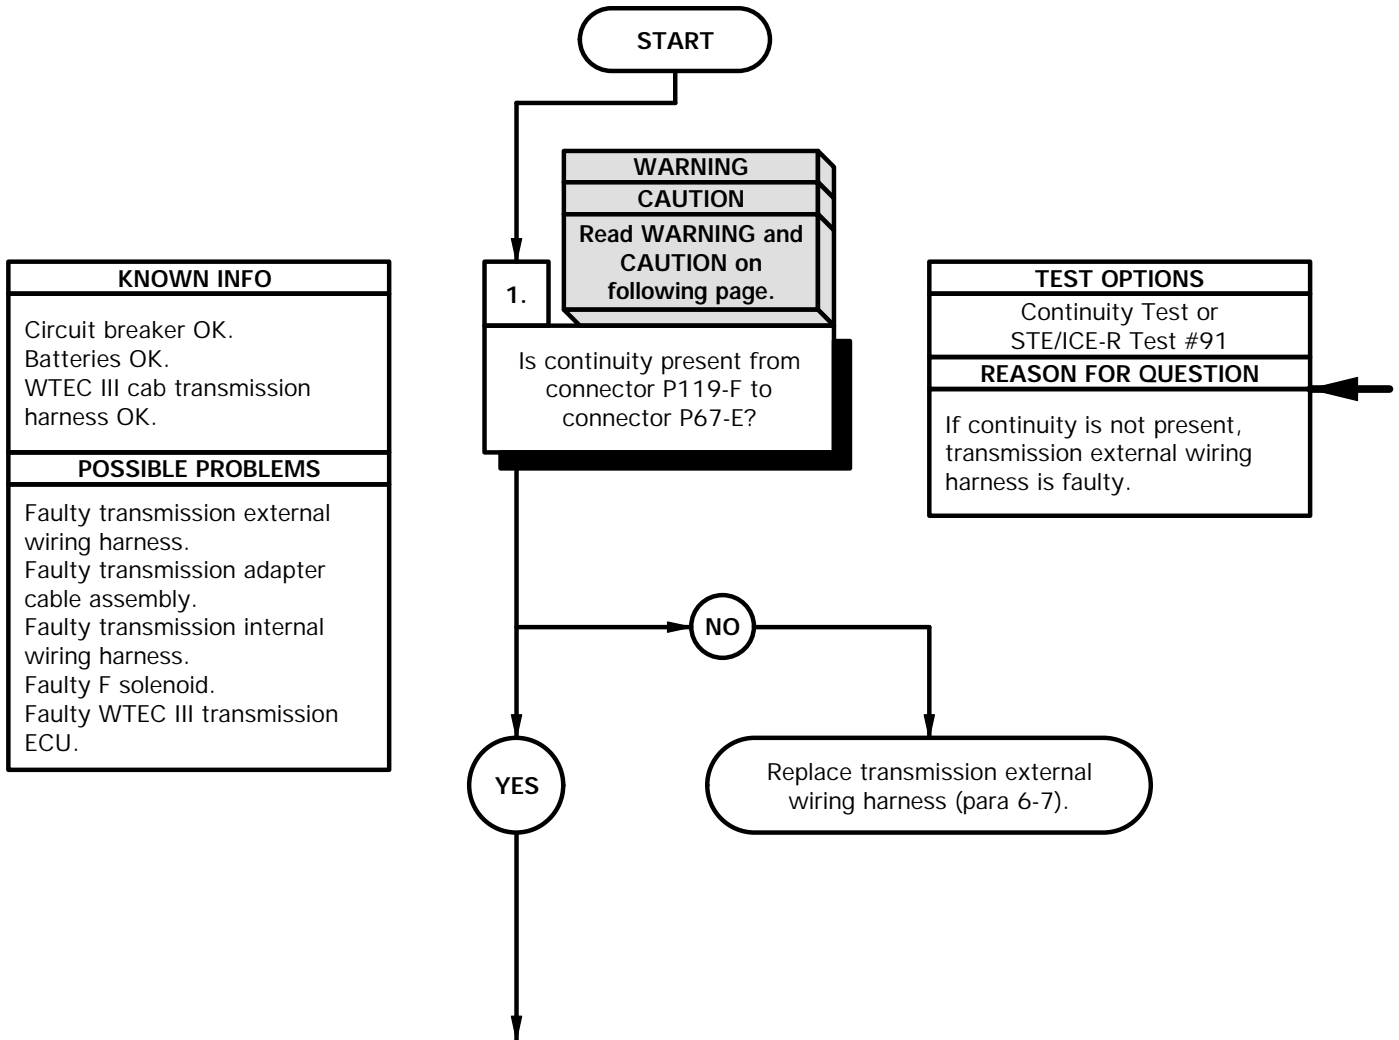 START
WARNING
CAUTION
Read WARNING and
CAUTION on
following page.
KNOWN INFO
Circuit breaker OK.
Batteries OK.
WTEC III cab transmission
harness OK.
POSSIBLE PROBLEMS
Faulty transmission external
wiring harness.
Faulty transmission adapter
cable assembly.
Faulty transmission internal
wiring harness.
Faulty F solenoid.
Faulty WTEC III transmission
ECU.
1.
Is continuity present from
connector P119-F to
connector P67-E?
TEST OPTIONS
Continuity Test or
STE/ICE-R Test #91
REASON FOR QUESTION
If continuity is not present,
transmission external wiring
harness is faulty.
NO
YES
Replace transmission external
wiring harness (para 6-7).